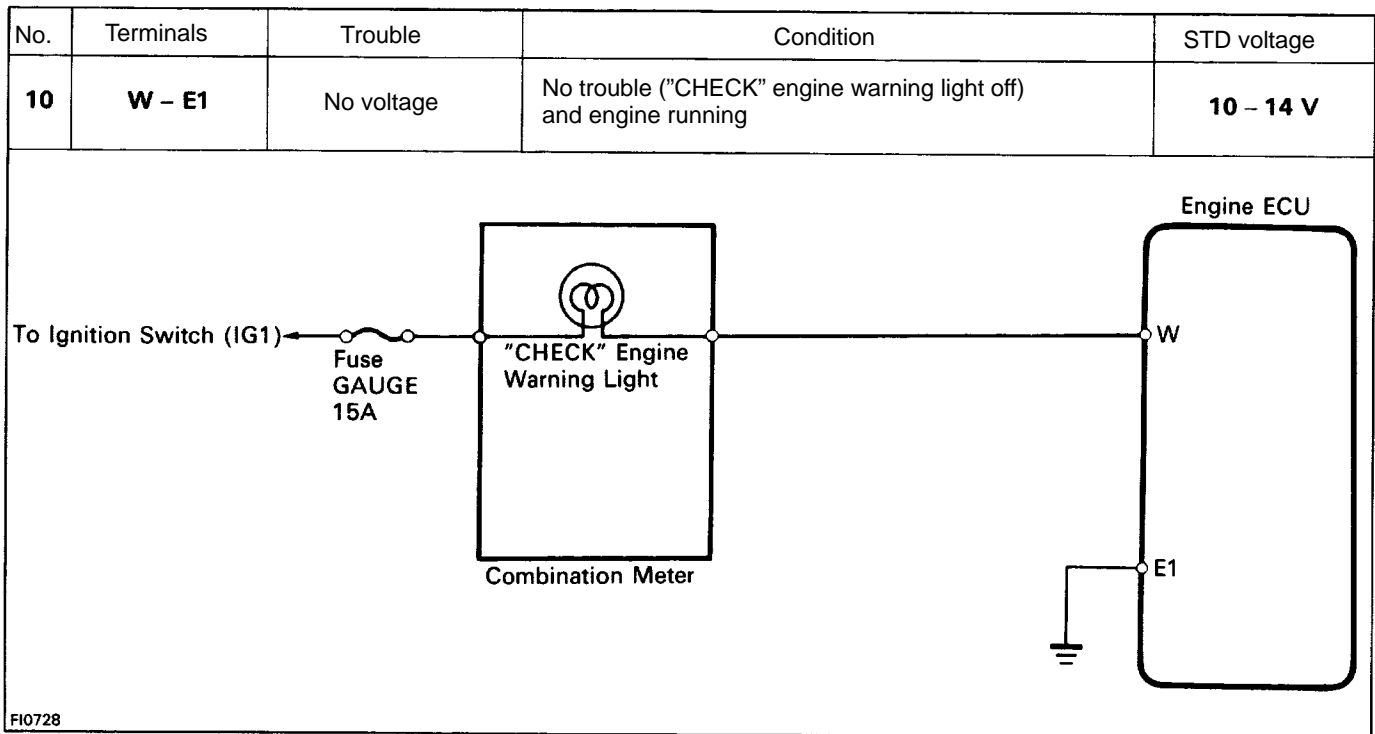 No. Terminals Trouble Condition STD voltage
10 W – E1 No voltage No trouble (”CHECK” engine warning light off)
and engine running 10 – 14 V
Engine ECU
To Ignition Switch (IG1)
Fuse
GAUGE
15A
"CHECK" Engine
Warning Light
W
Combination Meter
E1
FI0728